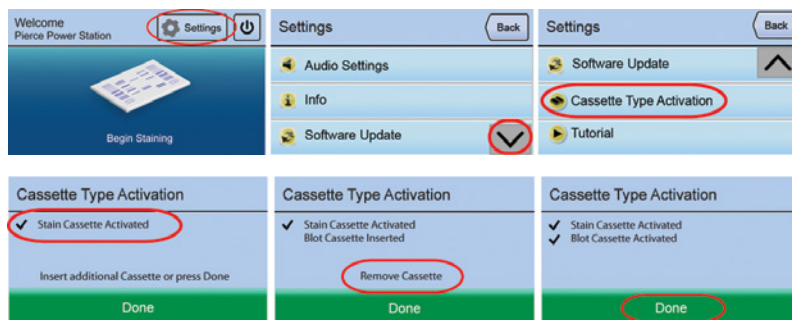 Welcome
Pierce Power Station
Settings
Begin Staining
Settings
Back
Audio Settings
Info
Software Update
Settings
Back
Software Update
Cassette Type Activation
Tutorial
Cassette Type Activation
Stain Cassette Activated
Insert additional Cassette or press Done
Done
Cassette Type Activation
Stain Cassette Activated
Blot Cassette Inserted
Remove Cassette
Done
Cassette Type Activation
Stain Cassette Activated
Blot Cassette Activated
Done